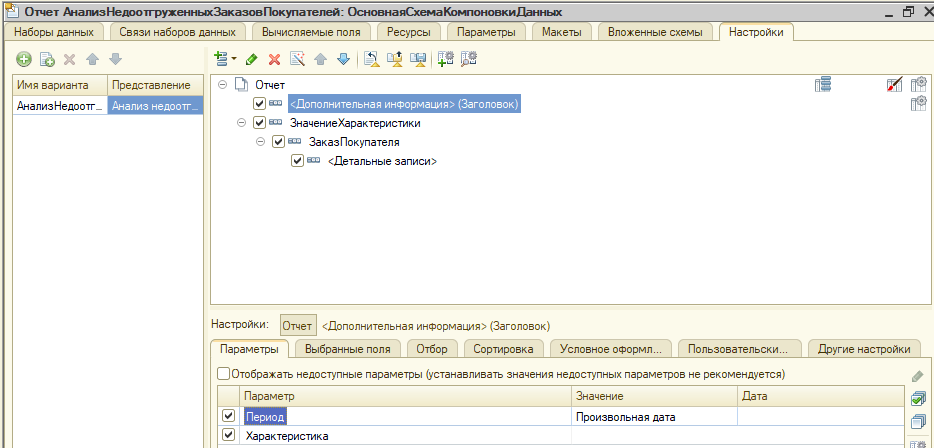 Отчет АнализНедоотгруженныхЗаказовПокупателей: ОсновнаяСхемаКомпоновкиДанных
Наборы данных Связи наборов данных Вычисляемые поля Ресурсы Параметры Макеты Вложенные схемы Настройки
Имя варианта Представление
АнализНедоотг... Анализ недоотг...
Отчет
<Дополнительная информация> (Заголовок)
ЗначениеХарактеристики
ЗаказПокупателя
<Детальные записи>
Настройки: Отчет <Дополнительная информация> (Заголовок)
Параметры Выбранные поля Отбор Сортировка Условное оформл... Пользовательски... Другие настройки
Отображать недоступные параметры (устанавливать значения недоступных параметров не рекомендуется)
Параметр Значение Дата
Период Произвольная дата
Характеристика